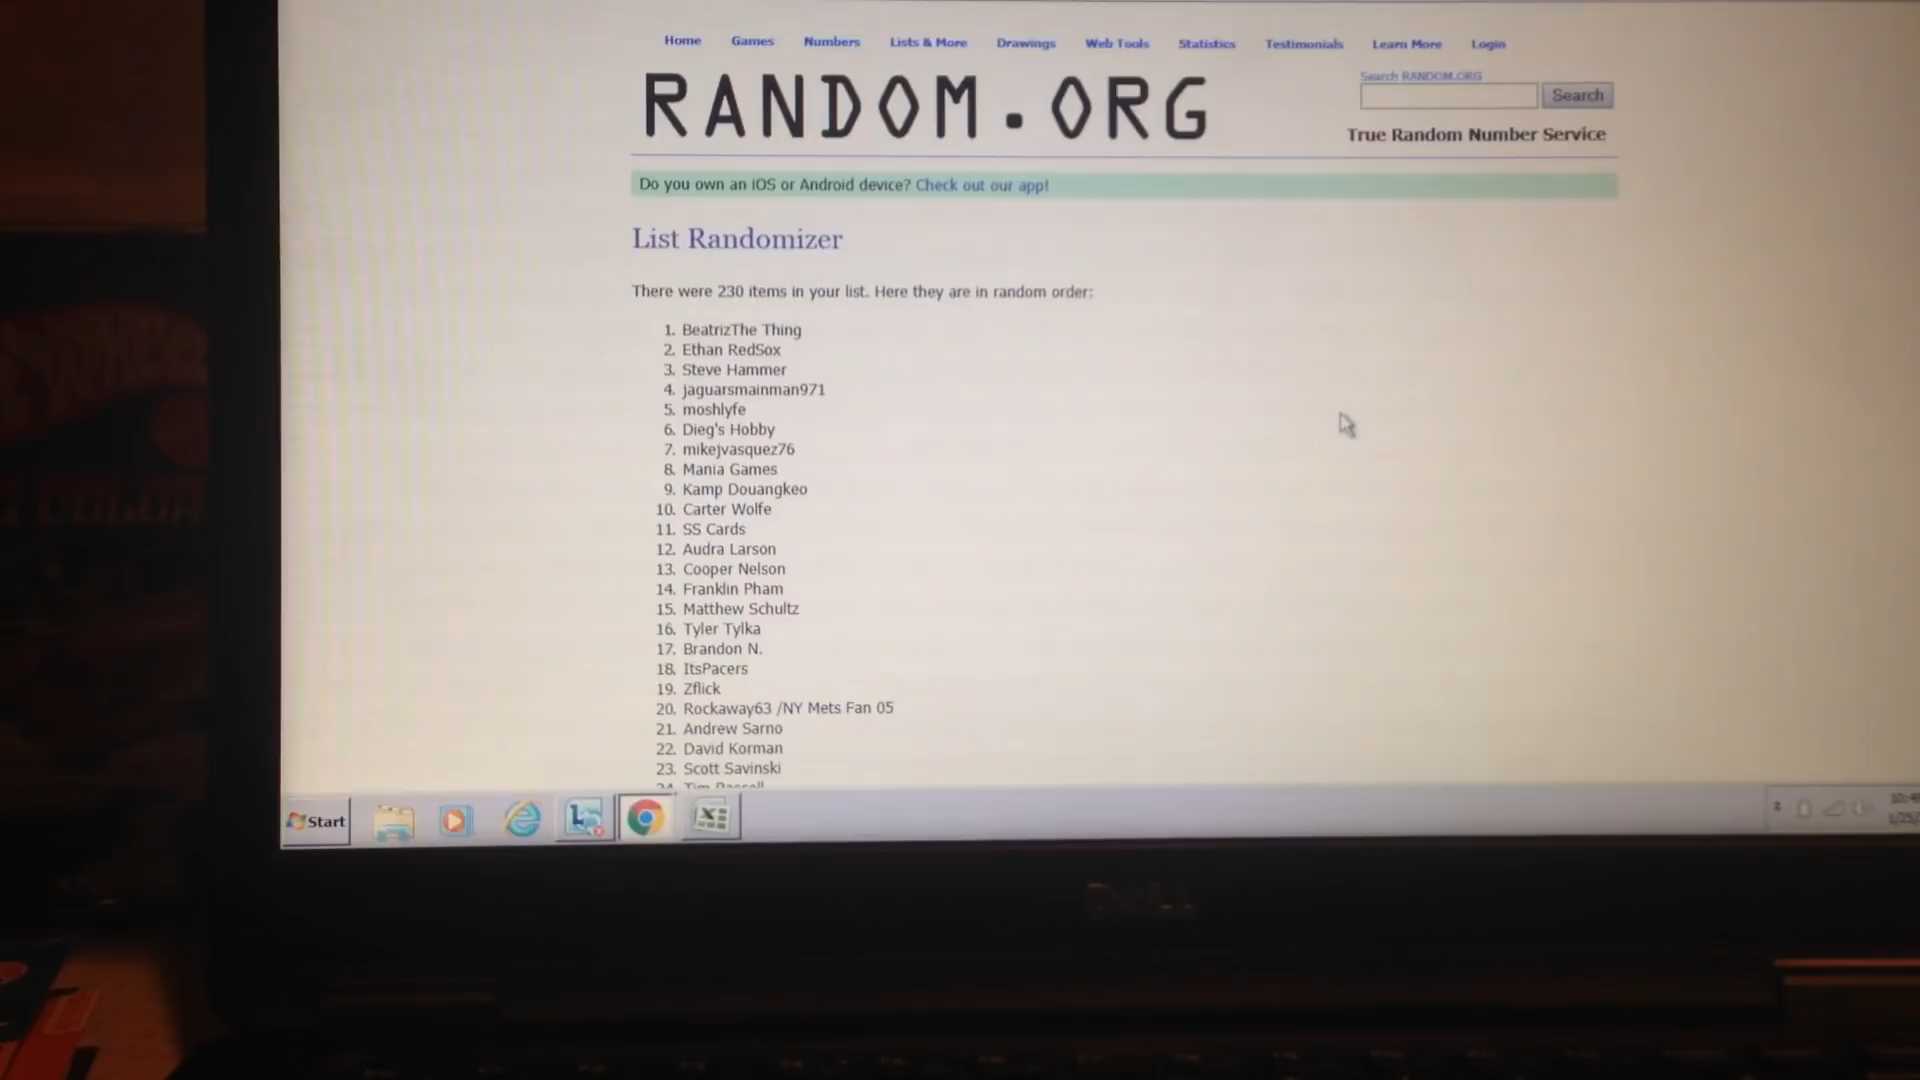 Home Games Numbers Lists & More Drawings Web Tools Statistics Testimonials Learn More Login
RANDOM.ORG
Search RANDOM.ORG
Search
True Random Number Service
Do you own an iOS or Android device? Check out our app!
List Randomizer
There were 230 items in your list. Here they are in random order:
1. BeatrizThe Thing
2. Ethan RedSox
3. Steve Hammer
4. jaguarsmainman971
5. moshlyfe
6. Dieg's Hobby
7. mikejvasquez76
8. Mania Games
9. Kamp Douangkeo
10. Carter Wolfe
11. SS Cards
12. Audra Larson
13. Cooper Nelson
14. Franklin Pham
15. Matthew Schultz
16. Tyler Tylka
17. Brandon N.
18. ItsPacers
19. Zflick
20. Rockaway63 /NY Mets Fan 05
21. Andrew Sarno
22. David Korman
23. Scott Savinski
24. Tim
Start
DELL